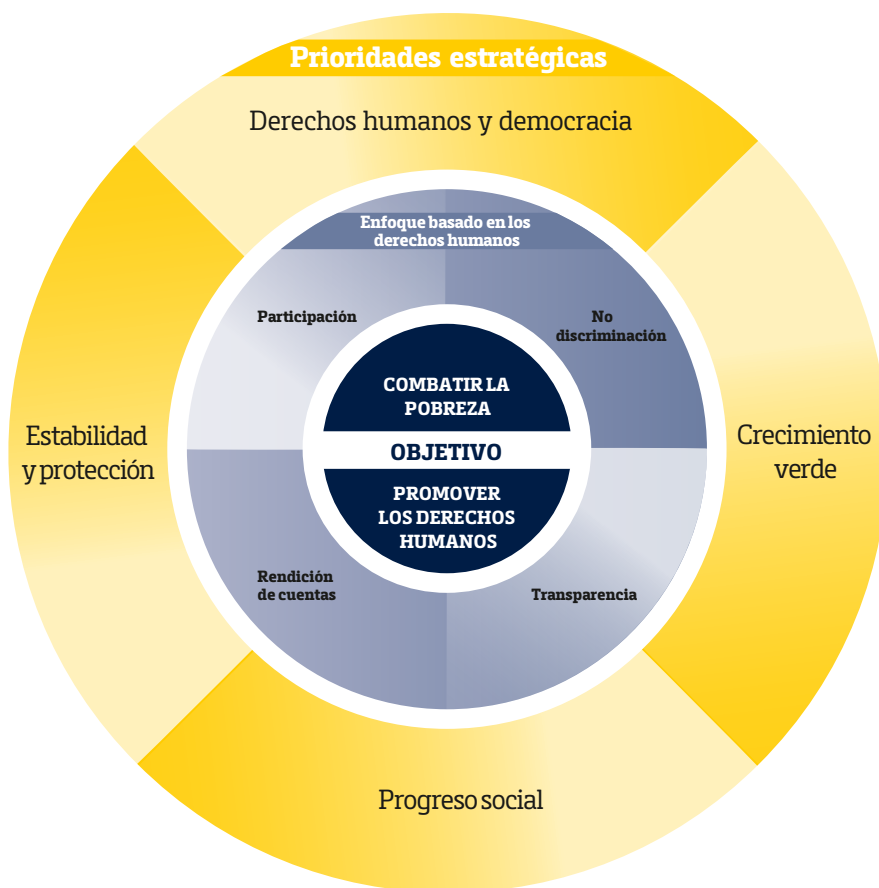 Prioridades estratégicas
Derechos humanos y democracia
Enfoque basado en los
derechos humanos
Participación
No
discriminación
COMBATIR LA
POBREZA
OBJETIVO
PROMOVER
LOS DERECHOS
HUMANOS
Estabilidad
y protección
Crecimiento
verde
Rendición
de cuentas
Transparencia
Progreso social